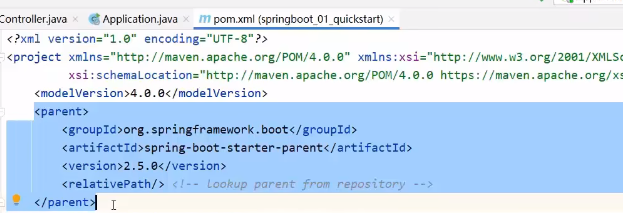 Controller.java × Application.java × pom.xml (springboot_01_quickstart) ×
<?xml version="1.0" encoding="UTF-8"?>
<project xmlns="http://maven.apache.org/POM/4.0.0" xmlns:xsi="http://www.w3.org/2001/XMLSc
xsi:schemaLocation="http://maven.apache.org/POM/4.0.0 https://maven.apache.org/xs
<modelVersion>4.0.0</modelVersion>
<parent>
<groupId>org.springframework.boot</groupId>
<artifactId>spring-boot-starter-parent</artifactId>
<version>2.5.0</version>
<relativePath/> <!-- lookup parent from repository -->
</parent>